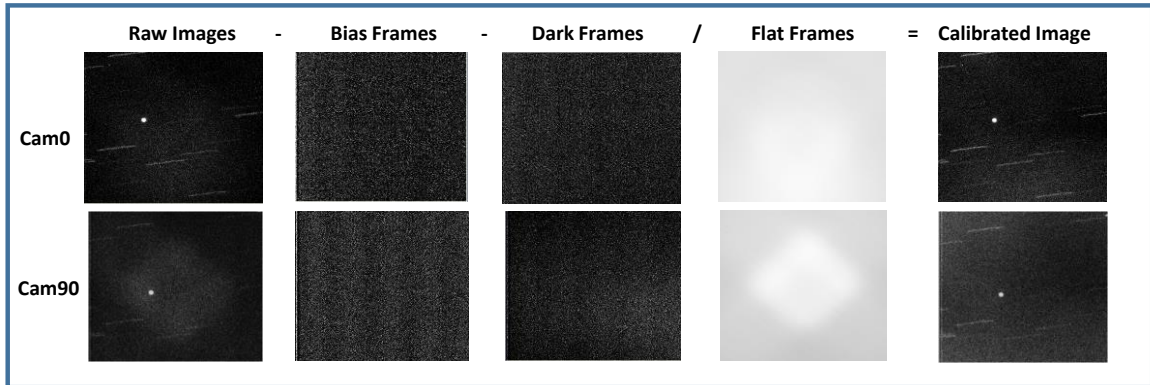 Raw Images - Bias Frames - Dark Frames / Flat Frames = Calibrated Image
Cam0
Cam90